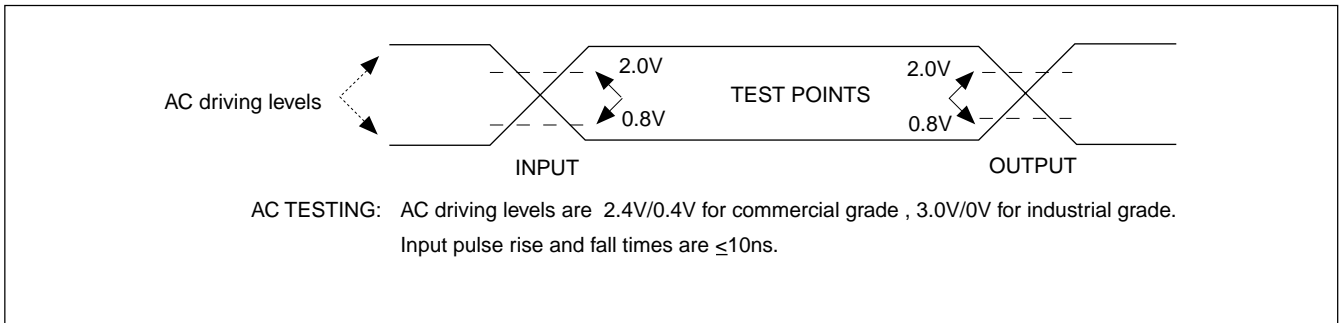 2.0V
2.0V
AC driving levels
TEST POINTS
0.8V
0.8V
INPUT
OUTPUT
AC TESTING: AC driving levels are 2.4V/0.4V for commercial grade , 3.0V/0V for industrial grade.
Input pulse rise and fall times are ≤10ns.